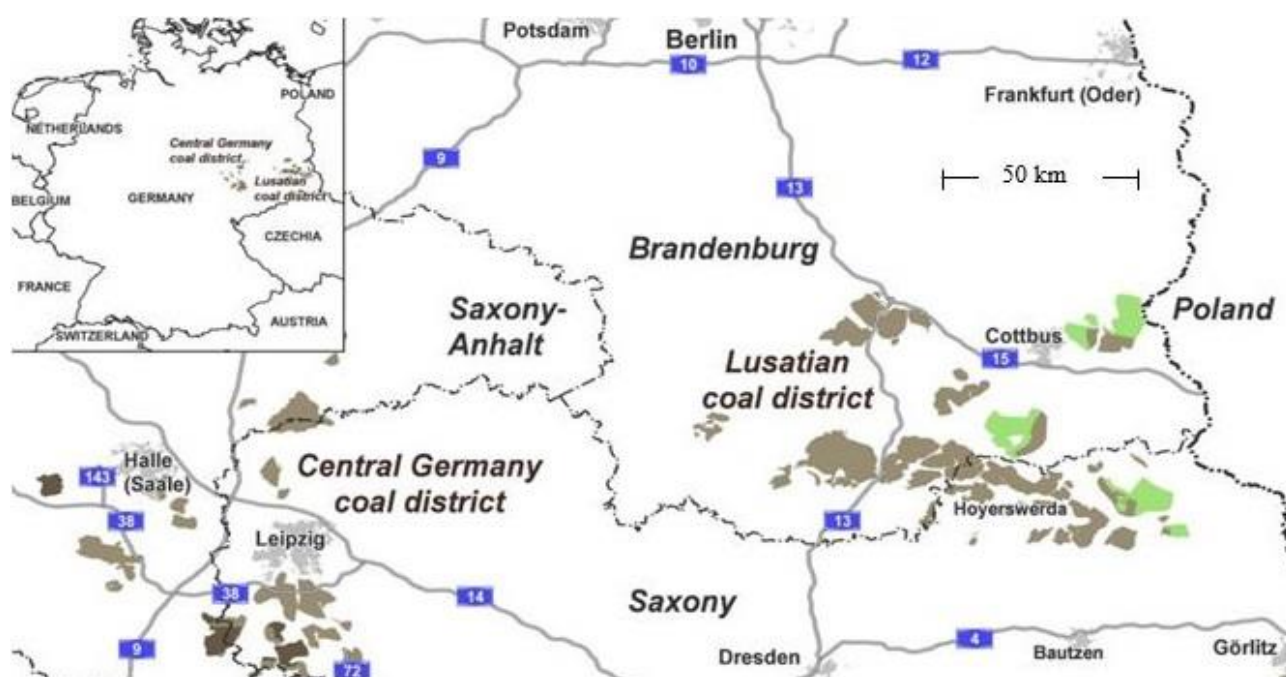 Potsdam
Berlin
10
12
Frankfurt (Oder)
POLAND
NETHERLANDS
Central Germany
coal district
Lusatian
coal district
BELGIUM
GERMANY
CZECHIA
FRANCE
AUSTRIA
SWITZERLAND
9
13
50 km
Brandenburg
Saxony-
Anhalt
Poland
Cottbus
15
Lusatian
coal district
Central Germany
coal district
Halle
(Saale)
143
38
Leipzig
13
Hoyerswerda
38
14
Saxony
9
72
Dresden
4
Bautzen
Görlitz